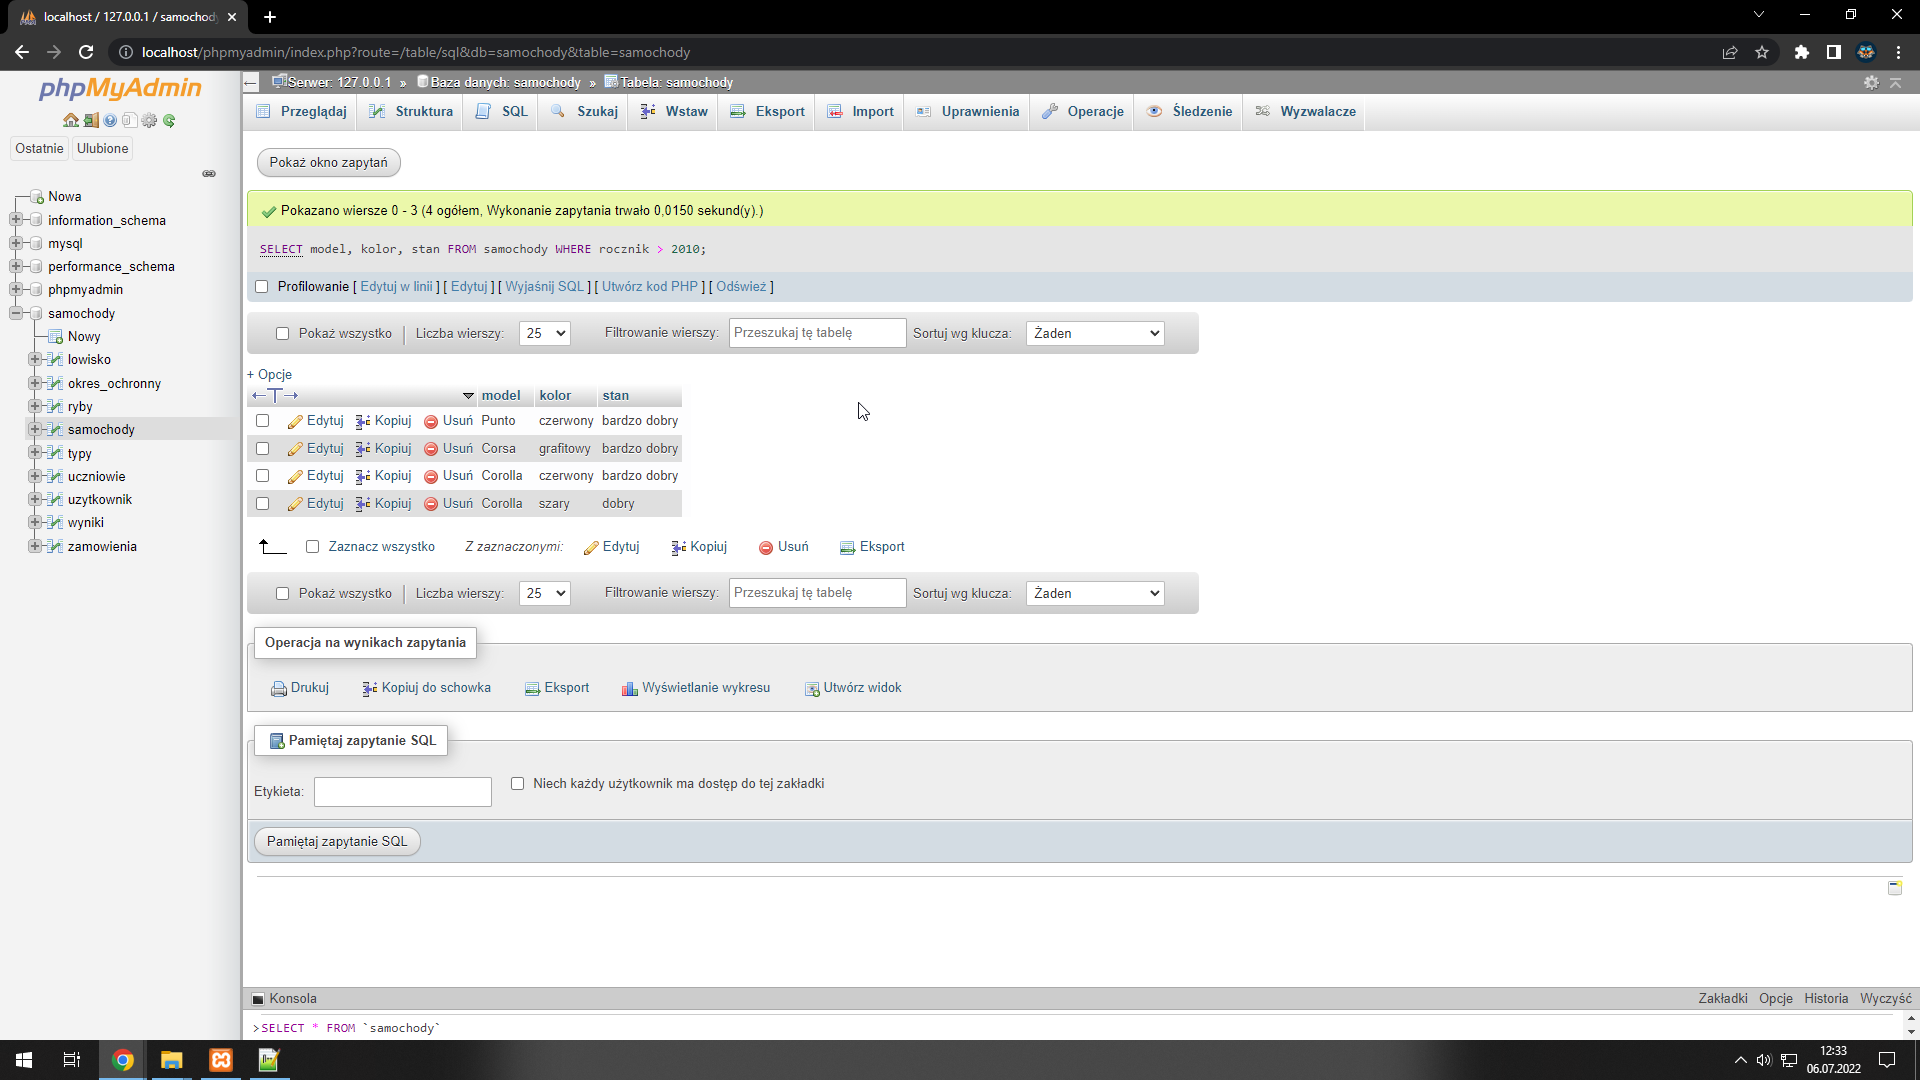 localhost / 127.0.0.1 / samochody
localhost/phpmyadmin/index.php?route=/table/sql&db=samochody&table=samochody
phpMyAdmin
Ostatnie Ulubione
Nowa
information_schema
mysql
performance_schema
phpmyadmin
samochody
Nowy
lowisko
okres_ochronny
ryby
samochody
typy
uczniowie
uzytkownik
wyniki
zamowienia
Serwer: 127.0.0.1 » Baza danych: samochody » Tabela: samochody
Przeglądaj Struktura SQL Szukaj Wstaw Eksport Import Uprawnienia Operacje Śledzenie Wyzwalacze
Pokaż okno zapytań
Pokazano wiersze 0 - 3 (4 ogółem, Wykonanie zapytania trwało 0,0150 sekund(y).)
SELECT model, kolor, stan FROM samochody WHERE rocznik > 2010;
Profilowanie [ Edytuj w linii ] [ Edytuj ] [ Wyjaśnij SQL ] [ Utwórz kod PHP ] [ Odśwież ]
Pokaż wszystko Liczba wierszy: 25 Filtrowanie wierszy: Przeszukaj tę tabelę Sortuj wg klucza: Żaden
+ Opcje
←T→ model kolor stan
Edytuj Kopiuj Usuń Punto czerwony bardzo dobry
Edytuj Kopiuj Usuń Corsa grafitowy bardzo dobry
Edytuj Kopiuj Usuń Corolla czerwony bardzo dobry
Edytuj Kopiuj Usuń Corolla szary dobry
Zaznacz wszystko Z zaznaczonymi: Edytuj Kopiuj Usuń Eksport
Pokaż wszystko Liczba wierszy: 25 Filtrowanie wierszy: Przeszukaj tę tabelę Sortuj wg klucza: Żaden
Operacja na wynikach zapytania
Drukuj Kopiuj do schowka Eksport Wyświetlanie wykresu Utwórz widok
Pamiętaj zapytanie SQL
Etykieta: Niech każdy użytkownik ma dostęp do tej zakładki
Pamiętaj zapytanie SQL
Konsola Zakładki Opcje Historia Wyczyść
>SELECT * FROM `samochody`
12:33
06.07.2022